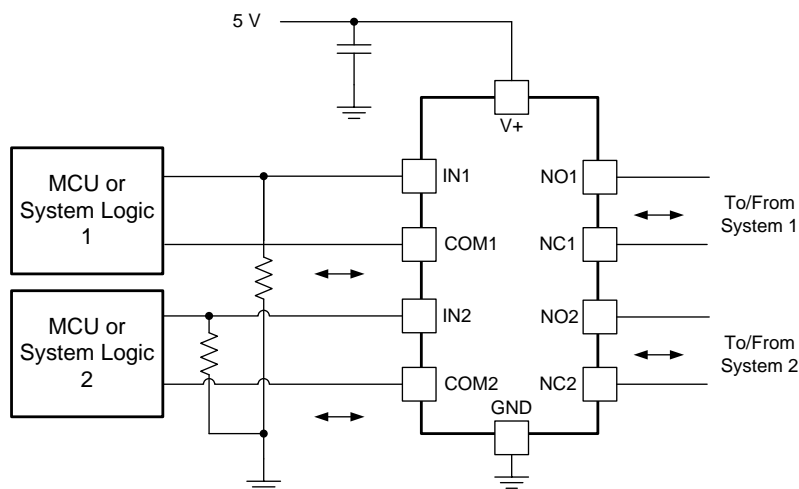 5 V
V+
MCU or
System Logic
1
IN1
NO1
To/From
System 1
COM1
NC1
MCU or
System Logic
2
IN2
NO2
To/From
System 2
COM2
NC2
GND